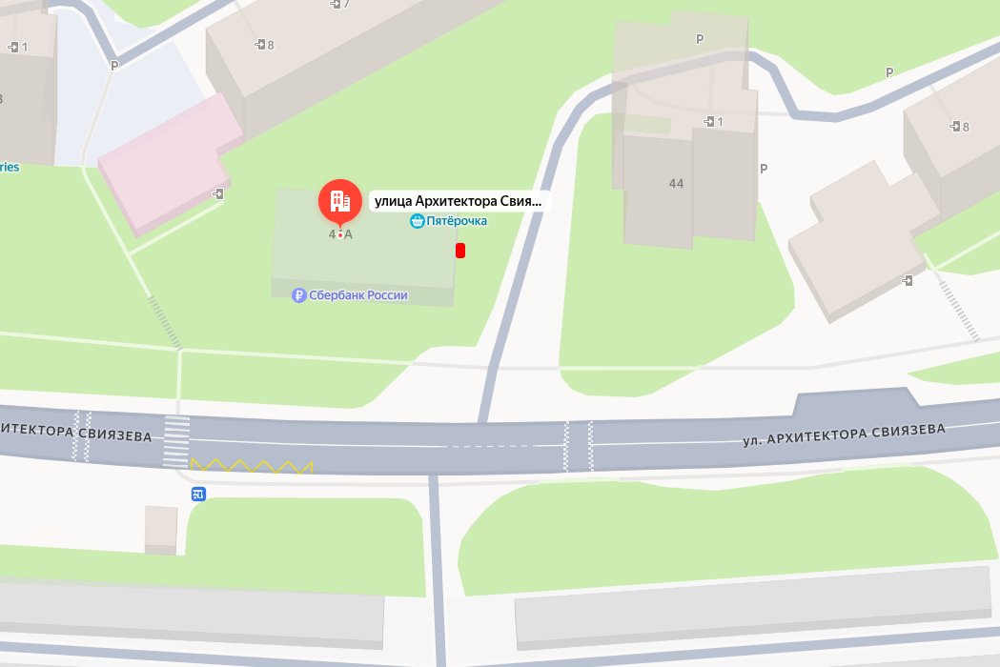 7
1
8
P
P
P
8
1
8
ries
P
44
улица Архитектора Свия...
Пятёрочка
Сбербанк России
ИТЕКТОРА СВИЯЗЕВА
ул. АРХИТЕКТОРА СВИЯЗЕВА